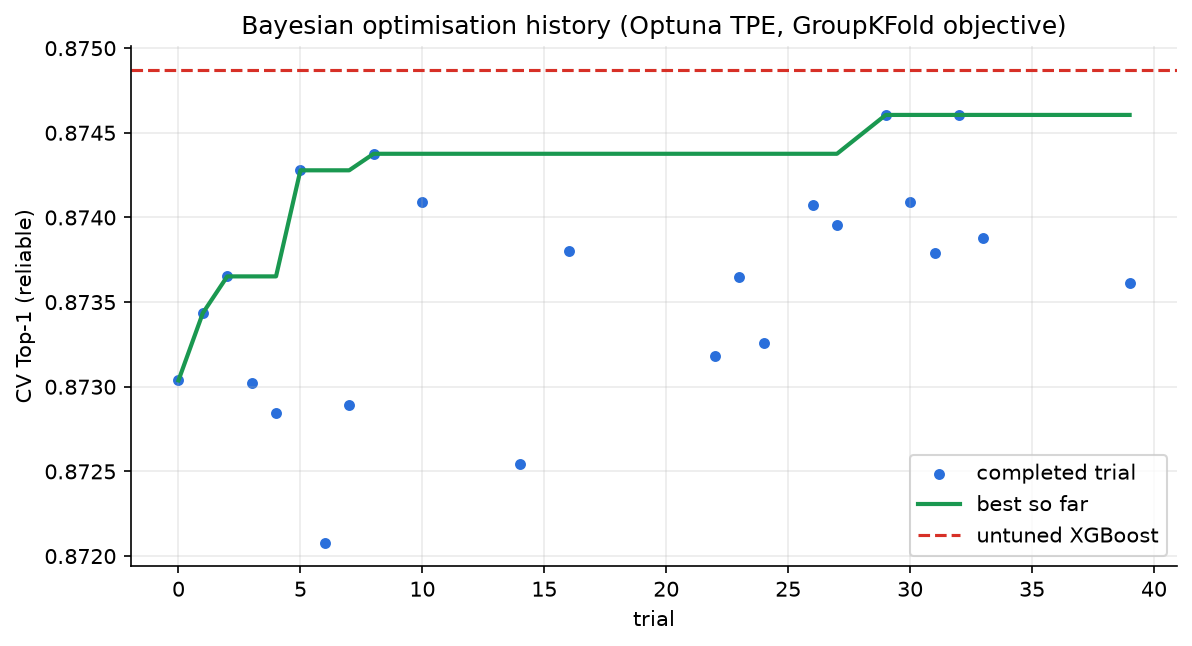 Bayesian optimisation history (Optuna TPE, GroupKFold objective)
CV Top-1 (reliable)
0.8750
0.8745
0.8740
0.8735
0.8730
0.8725
0.8720
0
5
10
15
20
25
30
35
40
trial
completed trial
best so far
untuned XGBoost